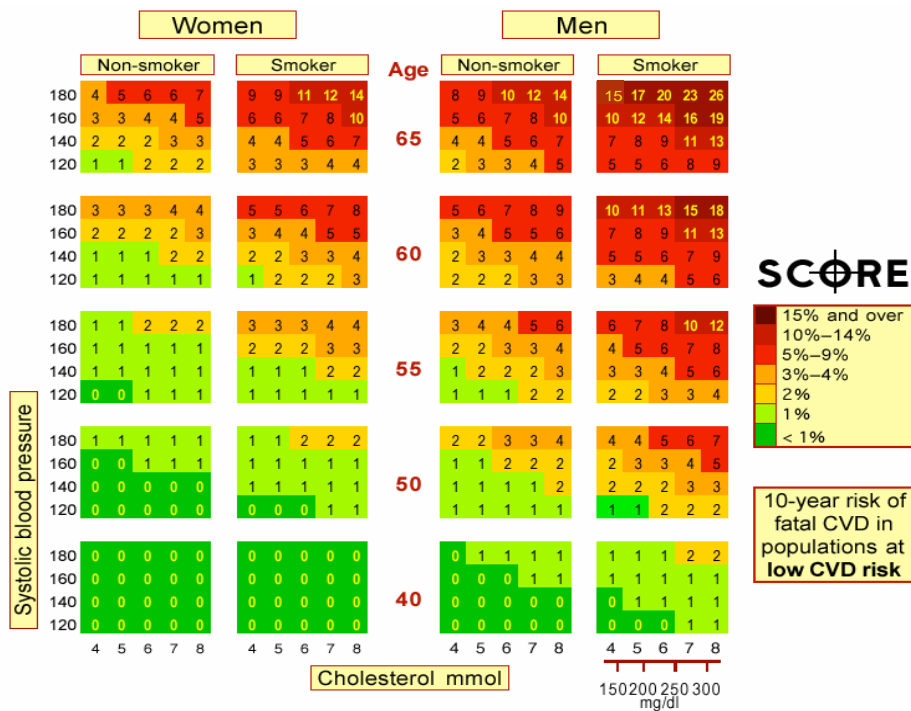 Women Men
Non-smoker Smoker Age Non-smoker Smoker
180 4 5 6 6 7 9 9 11 12 14 8 9 10 12 14 15 17 20 23 26
160 3 3 4 4 5 6 6 7 8 10 5 6 7 8 10 10 12 14 16 19
65
140 2 2 2 3 3 4 4 5 6 7 4 4 5 6 7 7 8 9 11 13
120 1 1 2 2 2 3 3 3 4 4 2 3 3 4 5 5 5 6 8 9
180 3 3 3 4 4 5 5 6 7 8 5 6 7 8 9 10 11 13 15 18
160 2 2 2 2 3 3 4 4 5 5 3 4 5 5 6 7 8 9 11 13
60
140 1 1 1 2 2 2 2 3 3 4 2 2 3 3 4 5 5 6 7 9
120 1 1 1 1 1 1 2 2 2 3 2 2 2 3 3 3 4 4 5 6
SCORE
15% and over
10%–14%
5%–9%
3%–4%
2%
1%
< 1%
180 1 1 2 2 2 3 3 3 4 4 3 4 4 5 6 6 7 8 10 12
160 1 1 1 1 1 2 2 2 3 3 2 2 3 3 4 4 5 6 7 8
55
140 1 1 1 1 1 1 1 1 2 2 1 2 2 2 3 3 3 4 5 6
120 0 0 1 1 1 1 1 1 1 1 1 1 1 2 2 2 2 3 3 4
Systolic blood pressure
180 1 1 1 1 1 1 1 2 2 2 2 2 3 3 4 4 4 5 6 7
160 0 0 1 1 1 1 1 1 1 1 1 1 2 2 2 2 3 3 4 5
50
140 0 0 0 0 0 1 1 1 1 1 1 1 1 1 2 2 2 2 3 3
120 0 0 0 0 0 0 0 0 1 1 1 1 1 1 1 1 1 2 2 2
10-year risk of
fatal CVD in
populations at
low CVD risk
180 0 0 0 0 0 0 0 0 0 0 0 1 1 1 1 1 1 1 2 2
160 0 0 0 0 0 0 0 0 0 0 0 0 0 1 1 1 1 1 1 1
40
140 0 0 0 0 0 0 0 0 0 0 0 0 0 0 0 0 1 1 1 1
120 0 0 0 0 0 0 0 0 0 0 0 0 0 0 0 0 0 0 1 1
4 5 6 7 8 4 5 6 7 8 4 5 6 7 8 4 5 6 7 8
Cholesterol mmol
150 200 250 300
mg/dl